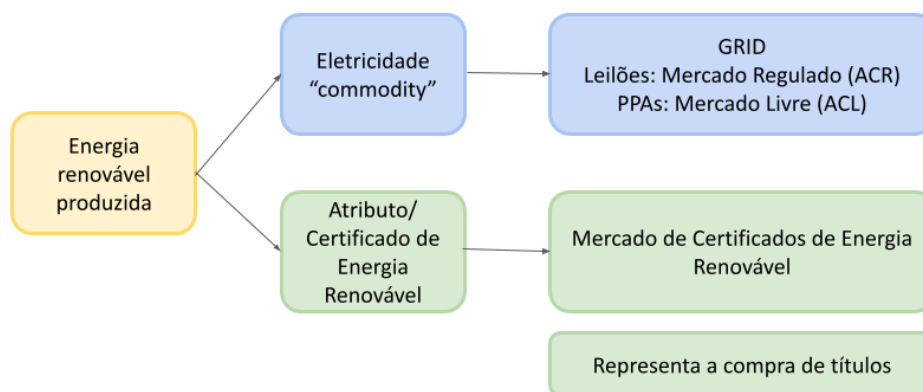 Energia
renovável
produzida
Eletricidade
“commodity”
GRID
Leilões: Mercado Regulado (ACR)
PPAs: Mercado Livre (ACL)
Atributo/
Certificado de
Energia
Renovável
Mercado de Certificados de Energia
Renovável
Representa a compra de títulos